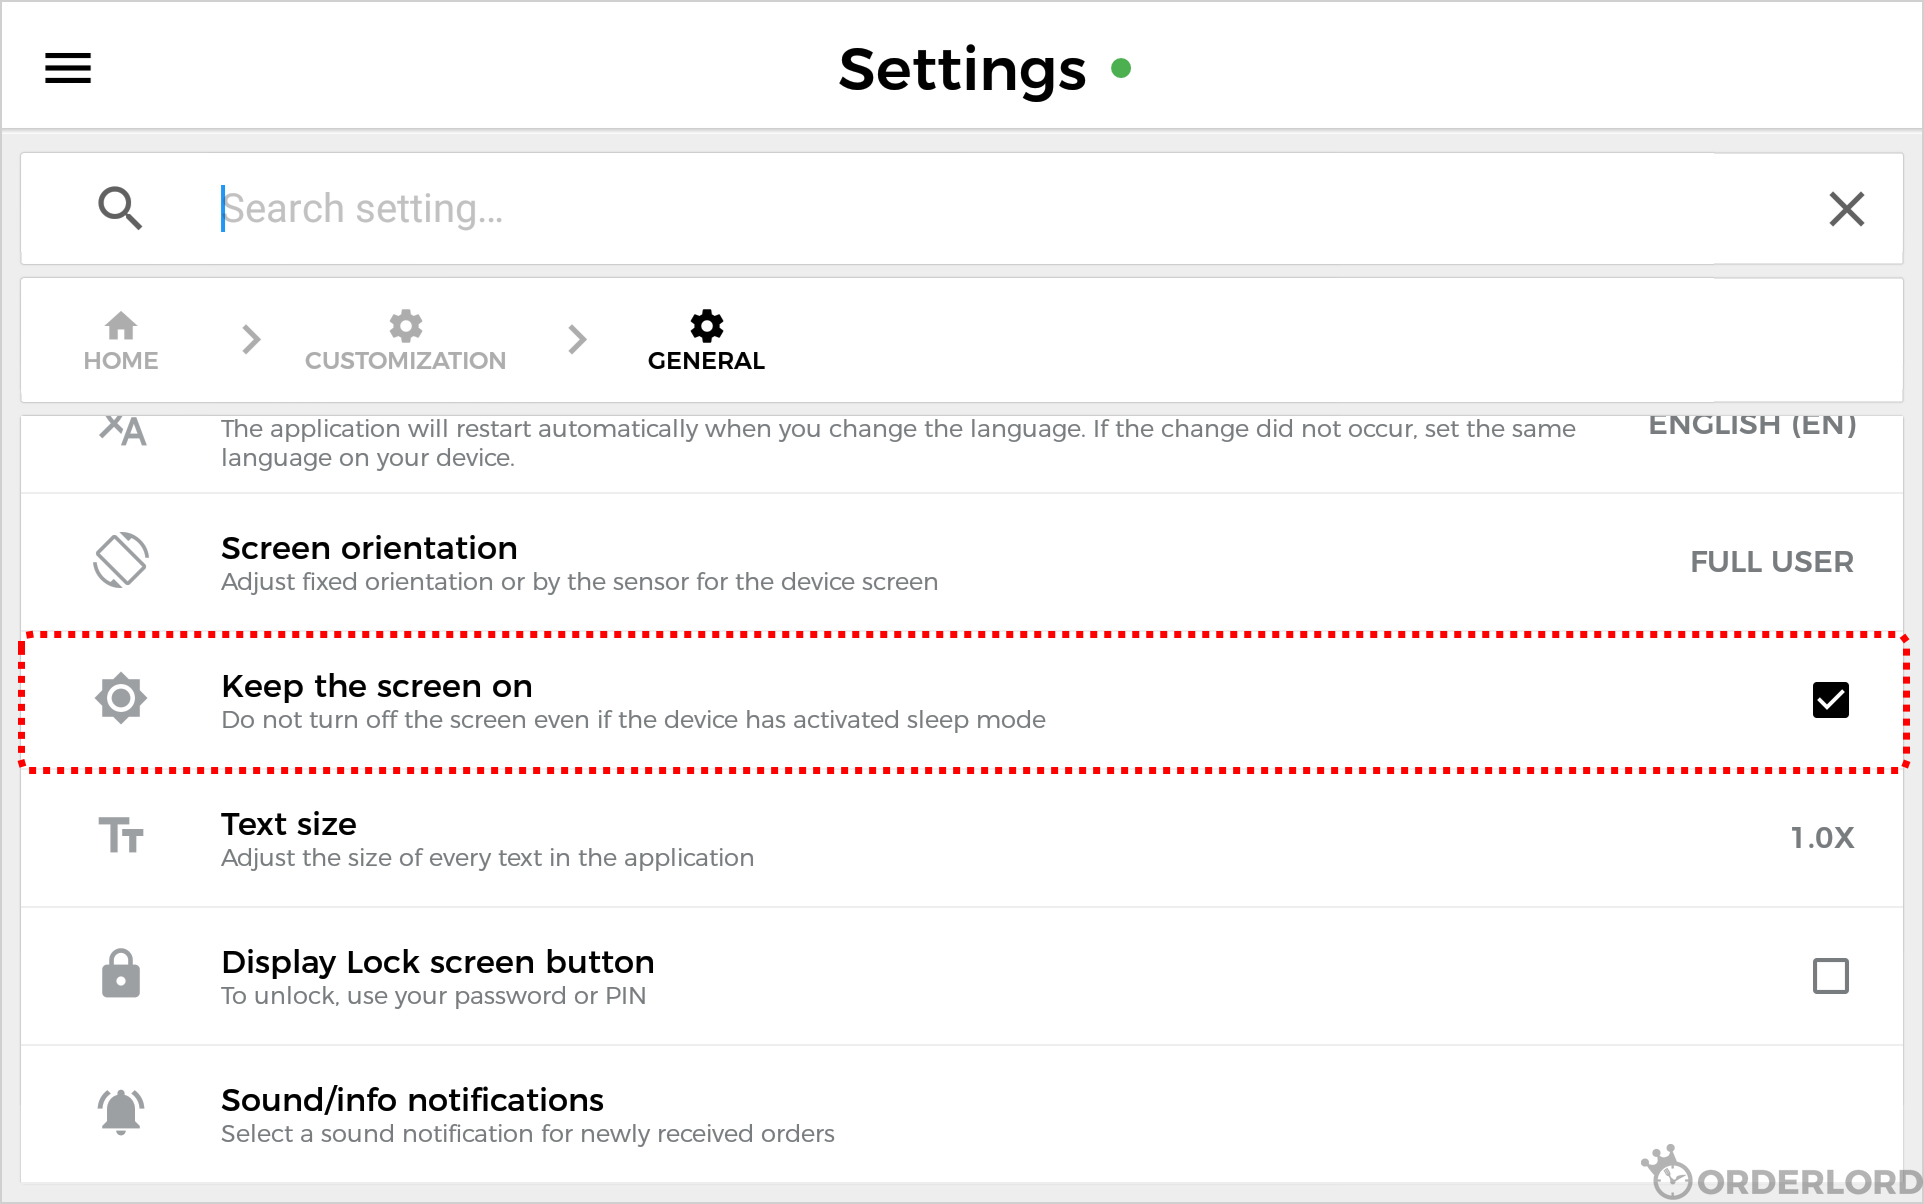 Settings
Search setting...
HOME
CUSTOMIZATION
GENERAL
The application will restart automatically when you change the language. If the change did not occur, set the same
language on your device.
ENGLISH (EN)
Screen orientation
Adjust fixed orientation or by the sensor for the device screen
FULL USER
Keep the screen on
Do not turn off the screen even if the device has activated sleep mode
Text size
Adjust the size of every text in the application
1.0X
Display Lock screen button
To unlock, use your password or PIN
Sound/info notifications
Select a sound notification for newly received orders
ORDERLORD